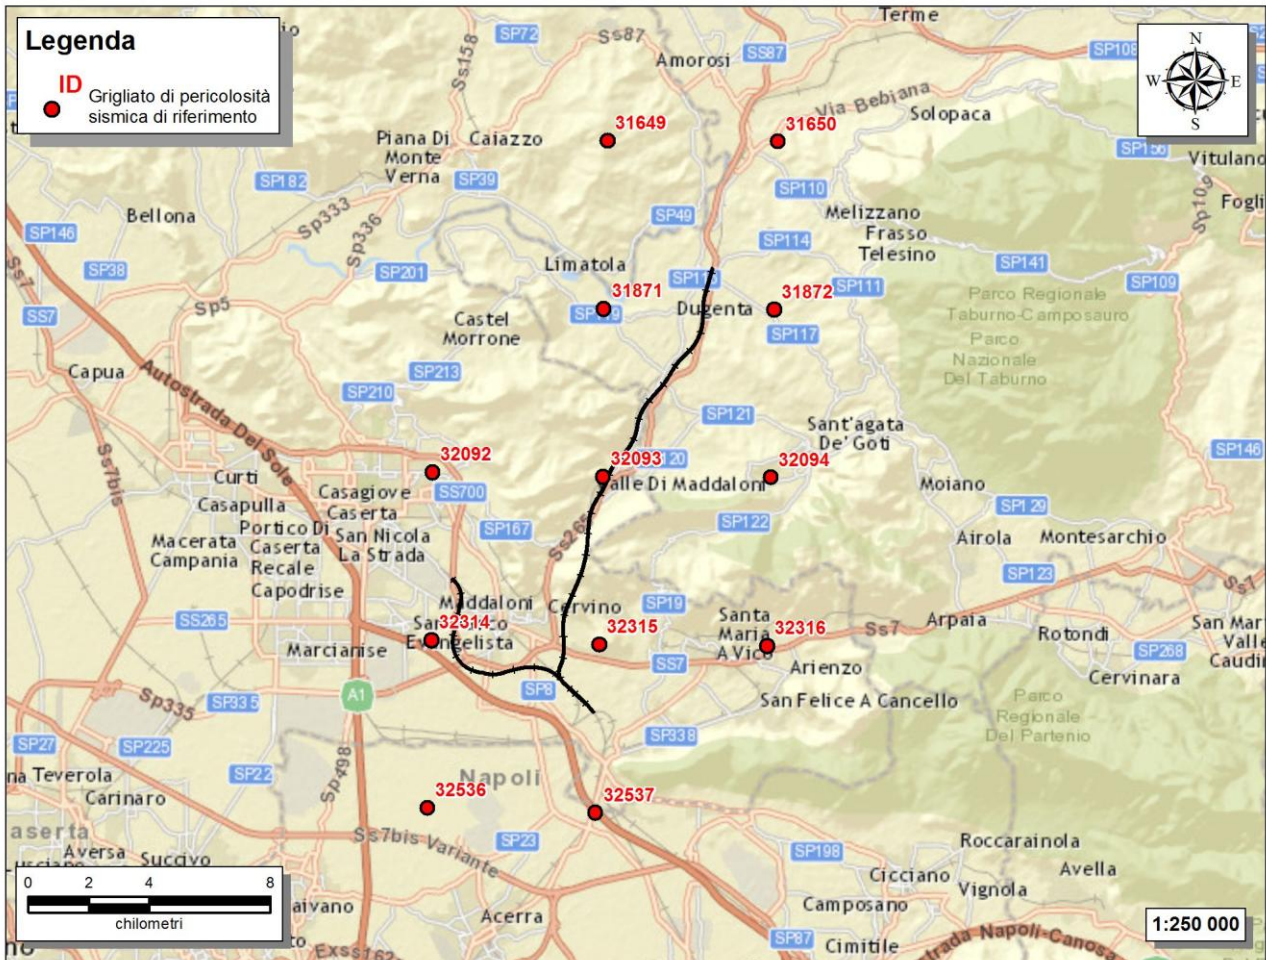 Legenda
ID
Grigliato di pericolosità
sismica di riferimento
Terme
SP72
Ss87
Ss158
Amorosi
SS87
SP108
N
W
E
S
Via Bebiana
Solopaca
31649
31650
Piana Di
Monte
Verna
Caiazzo
SP156
Vitulano
SP182
SP39
SP110
Sp109
Bellona
Sp333
Sp336
SP49
Melizzano
Frasso
Telesino
SP146
SP114
Ss7
SP38
SP201
Limatola
SP141
SP109
SP111
31871
31872
Sp5
SS7
Dugenta
Parco Regionale
Taburno-Camposauro
Castel
Morrone
SP117
Parco
Nazionale
Del Taburno
Capua
Autostrada Del Sole
SP213
SP210
SP121
Sant'agata
De' Goti
Ss7bis
SP146
32092
32093
32094
Curti
Casapulla
Casagiove
Caserta
SS700
Valle Di Maddaloni
Moiano
SP129
Portico Di
Caserta
Recale
Capodrise
San Nicola
La Strada
SP167
SP122
Macerata
Campania
Ss265
Airola
Montesarchio
SP123
Ss7
Maddaloni
Cervino
SP19
SS265
32314
32315
Santa
Maria
A Vico
32316
Ss7
Arpaia
Rotondi
Marcianise
Evangelista
SS7
Arienzo
SP268
Cervinara
Sp335
SP335
A1
SP8
San Felice A Cancello
Parco
Regionale
Del Partenio
SP27
SP225
SP338
SP22
Sp498
Teverola
Carinaro
Napoli
32536
32537
Ss7bis Variante
SP23
SP198
Roccarainola
Aversa
Succivo
Cicciano
Avella
Vignola
Camposano
0 2 4 8
chilometri
Acerra
SP87
Cimitile
Napoli-Canosa
1:250 000